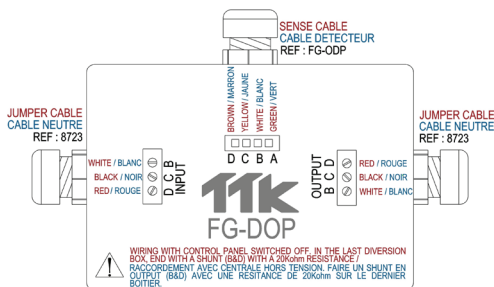 SENSE CABLE
CABLE DETECTEUR
REF : FG-ODP
JUMPER CABLE
CABLE NEUTRE
REF : 8723
JUMPER CABLE
CABLE NEUTRE
REF : 8723
BROWN / MARRON
YELLOW / JAUNE
WHITE / BLANC
GREEN / VERT
D C B A
WHITE / BLANC
BLACK / NOIR
RED / ROUGE
D C B
INPUT
OUTPUT
B C D
RED / ROUGE
BLACK / NOIR
WHITE / BLANC
TTK
FG-DOP
WIRING WITH CONTROL PANEL SWITCHED OFF. IN THE LAST DIVERSION
BOX, END WITH A SHUNT (B&D) WITH A 20Kohm RESISTANCE /
RACCORDEMENT AVEC CENTRALE HORS TENSION. FAIRE UN SHUNT EN
OUTPUT (B&D) AVEC UNE RESITANCE DE 20Kohm SUR LE DERNIER
BOITIER.